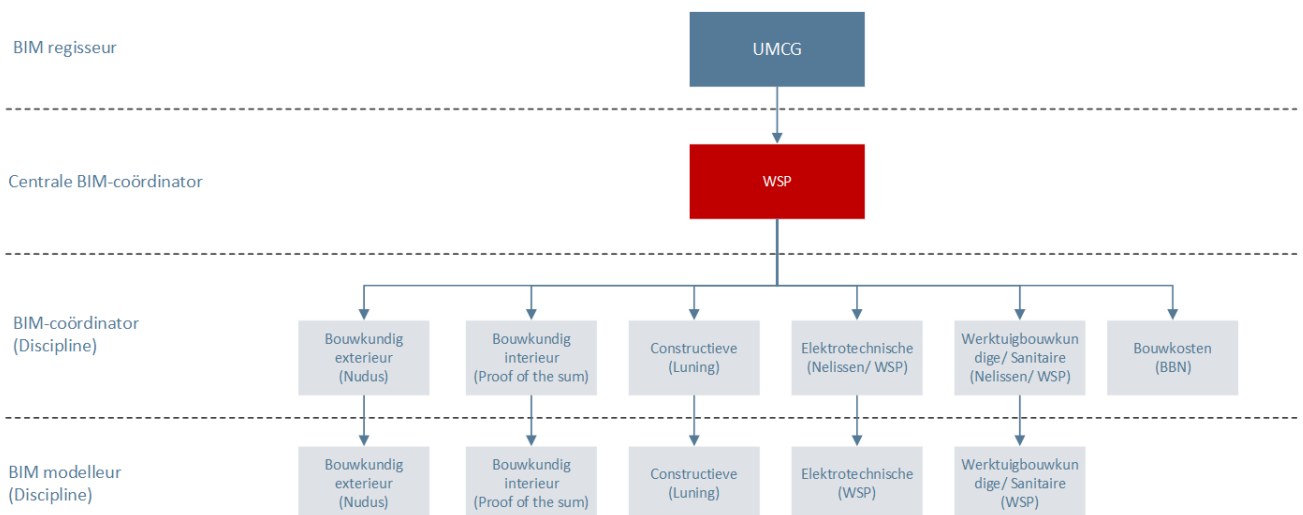 BIM regisseur
UMCG
Centrale BIM-coördinator
WSP
BIM-coördinator
(Discipline)
Bouwkundig
exterieur
(Nudus)
Bouwkundig
interieur
(Proof of the sum)
Constructieve
(Luning)
Elektrotechnische
(Nelissen/ WSP)
Werktuigbouwkun
dige/ Sanitaire
(Nelissen/ WSP)
Bouwkosten
(BBN)
BIM modelleur
(Discipline)
Bouwkundig
exterieur
(Nudus)
Bouwkundig
interieur
(Proof of the sum)
Constructieve
(Luning)
Elektrotechnische
(WSP)
Werktuigbouwkun
dige/ Sanitaire
(WSP)